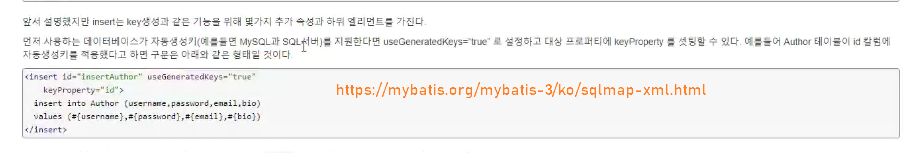 앞서 설명했지만 insert는 key생성과 같은 기능을 위해 몇가지 추가 속성과 하위 엘리먼트를 가진다.
먼저 사용하는 데이터베이스가 자동생성키(예를들면 MySQL과 SQL서버)를 지원한다면 useGeneratedKeys="true" 로 설정하고 대상 프로퍼티에 keyProperty 를 셋팅할 수 있다. 예를들어 Author 테이블이 id 칼럼에
자동생성키를 적용했다고 하면 구문은 아래와 같은 형태일 것이다.
<insert id="insertAuthor" useGeneratedKeys="true"
keyProperty="id">
insert into Author (username,password,email,bio)
values (#{username},#{password},#{email},#{bio})
</insert>
https://mybatis.org/mybatis-3/ko/sqlmap-xml.html